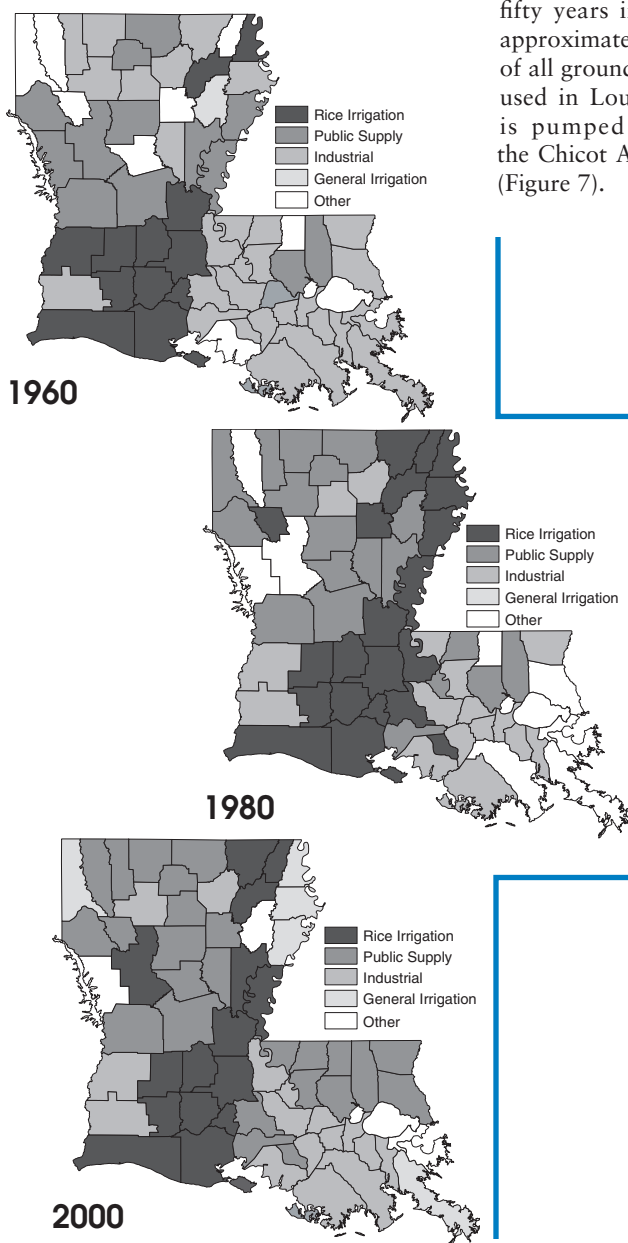 fifty years i
approximate
of all ground
used in Lou
is pumped
the Chicot A
(Figure 7).
Rice Irrigation
Public Supply
Industrial
General Irrigation
Other
1960
Rice Irrigation
Public Supply
Industrial
General Irrigation
Other
1980
Rice Irrigation
Public Supply
Industrial
General Irrigation
Other
2000